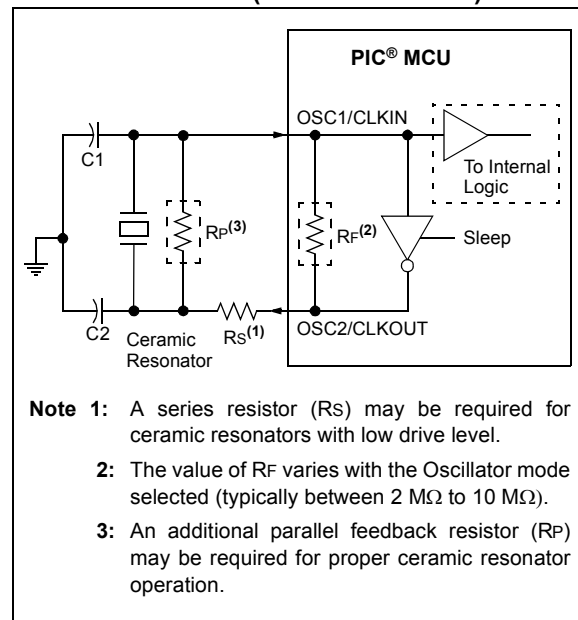 PIC® MCU
OSC1/CLKIN
C1
To Internal
Logic
RP(3)
RF(2)
Sleep
C2
Ceramic
Resonator
RS(1)
OSC2/CLKOUT
Note 1: A series resistor (RS) may be required for
ceramic resonators with low drive level.
2: The value of RF varies with the Oscillator mode
selected (typically between 2 MΩ to 10 MΩ).
3: An additional parallel feedback resistor (RP)
may be required for proper ceramic resonator
operation.